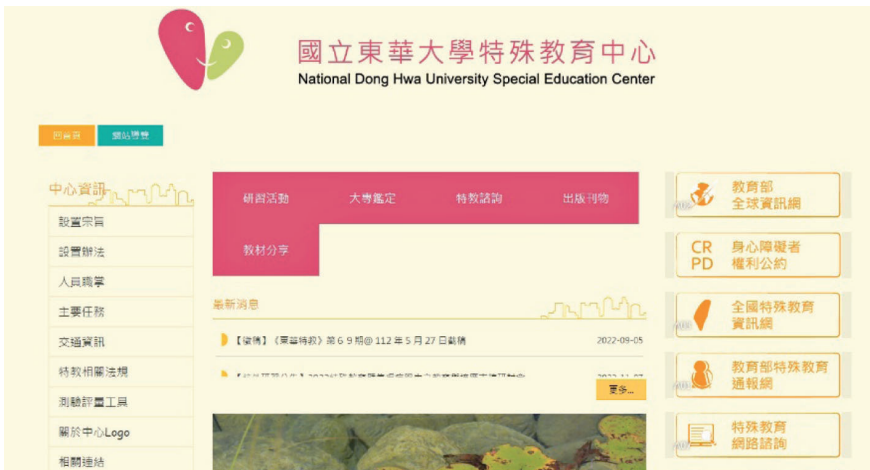 國立東華大學特殊教育中心
National Dong Hwa University Special Education Center
回首頁
網站導覽
中心資訊
設置宗旨
設置辦法
人員職掌
主要任務
交通資訊
特教相關法規
測驗評量工具
關於中心Logo
相關連結
研習活動
大專鑑定
特教諮詢
出版刊物
教材分享
最新消息
【徵稿】《東華特教》第69期@112年5月27日截稿
2022-09-05
更多...
教育部
全球資訊網
CRPD
身心障礙者
權利公約
全國特殊教育
資訊網
教育部特殊教育
通報網
特殊教育
網路諮詢